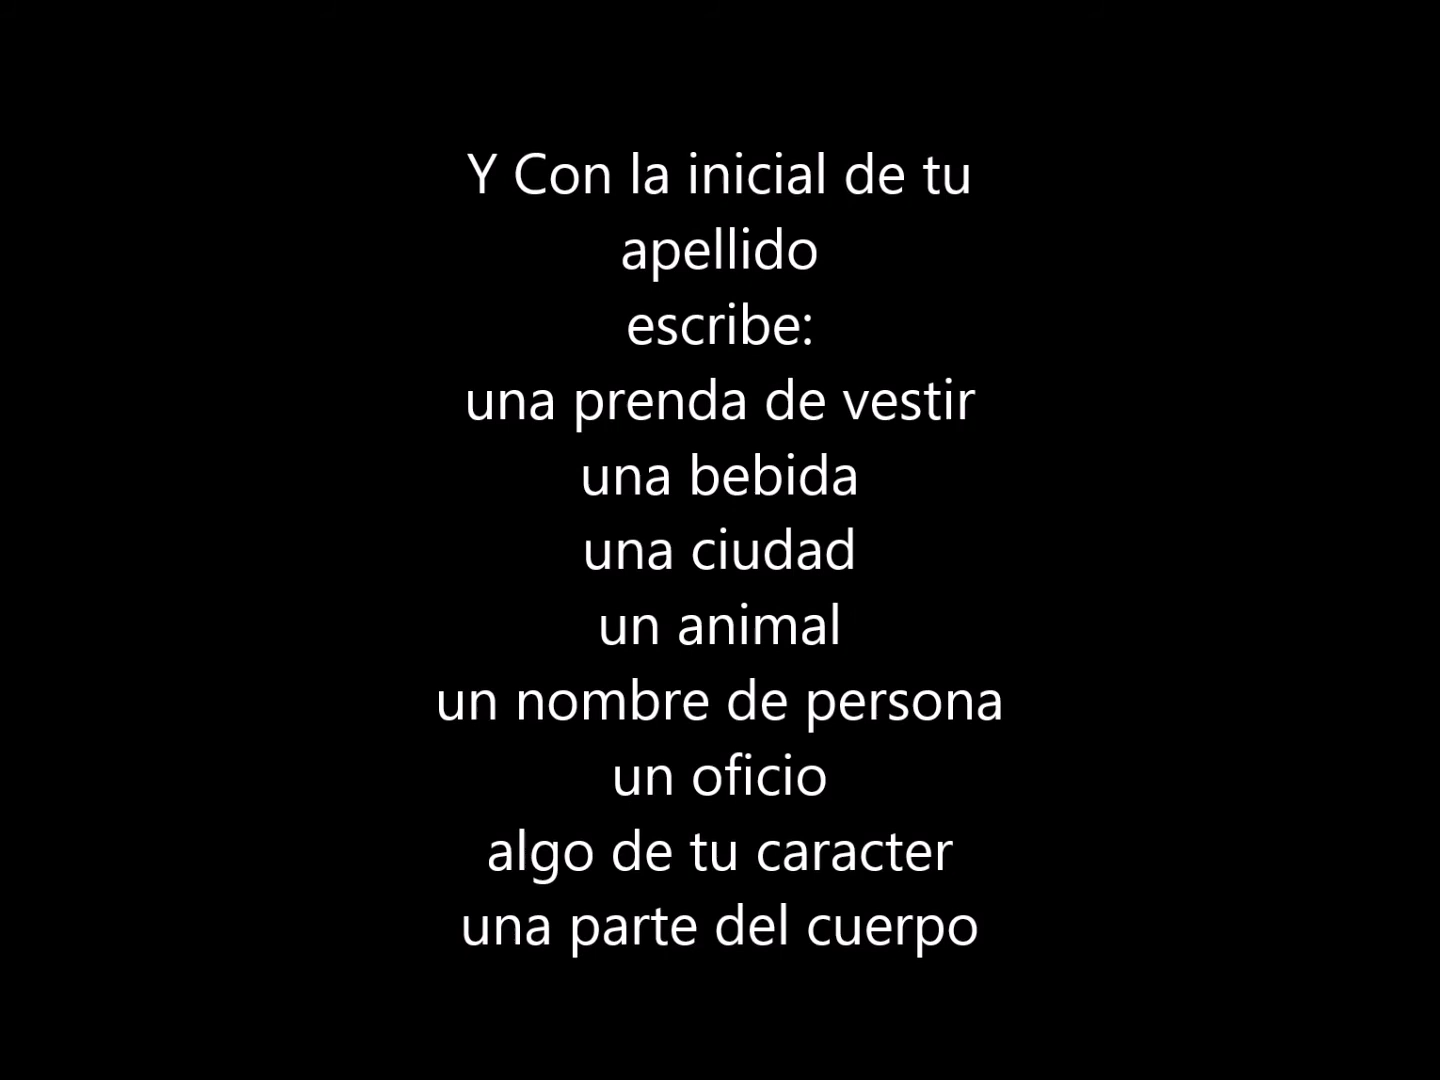 Y Con la inicial de tu
apellido
escribe:
una prenda de vestir
una bebida
una ciudad
un animal
un nombre de persona
un oficio
algo de tu caracter
una parte del cuerpo